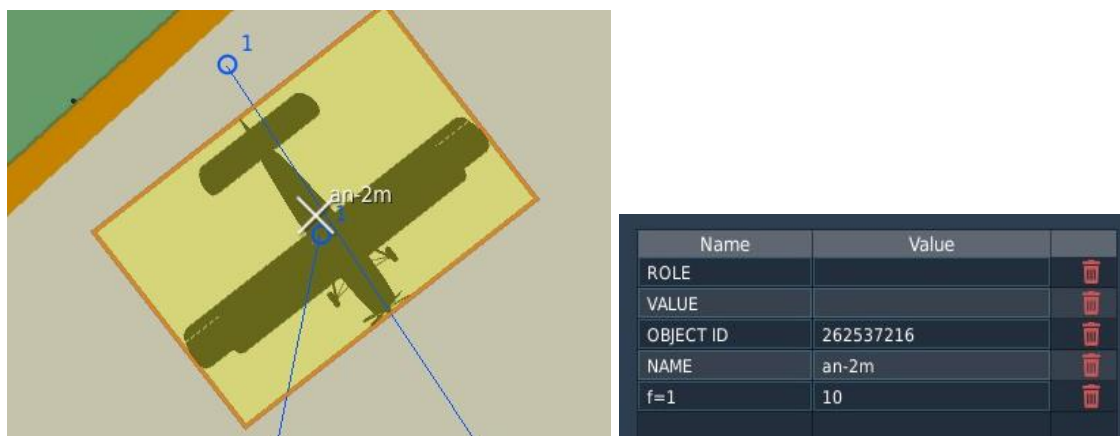 1
an-2m
1
Name Value
ROLE
VALUE
OBJECT ID 262537216
NAME an-2m
f=1 10